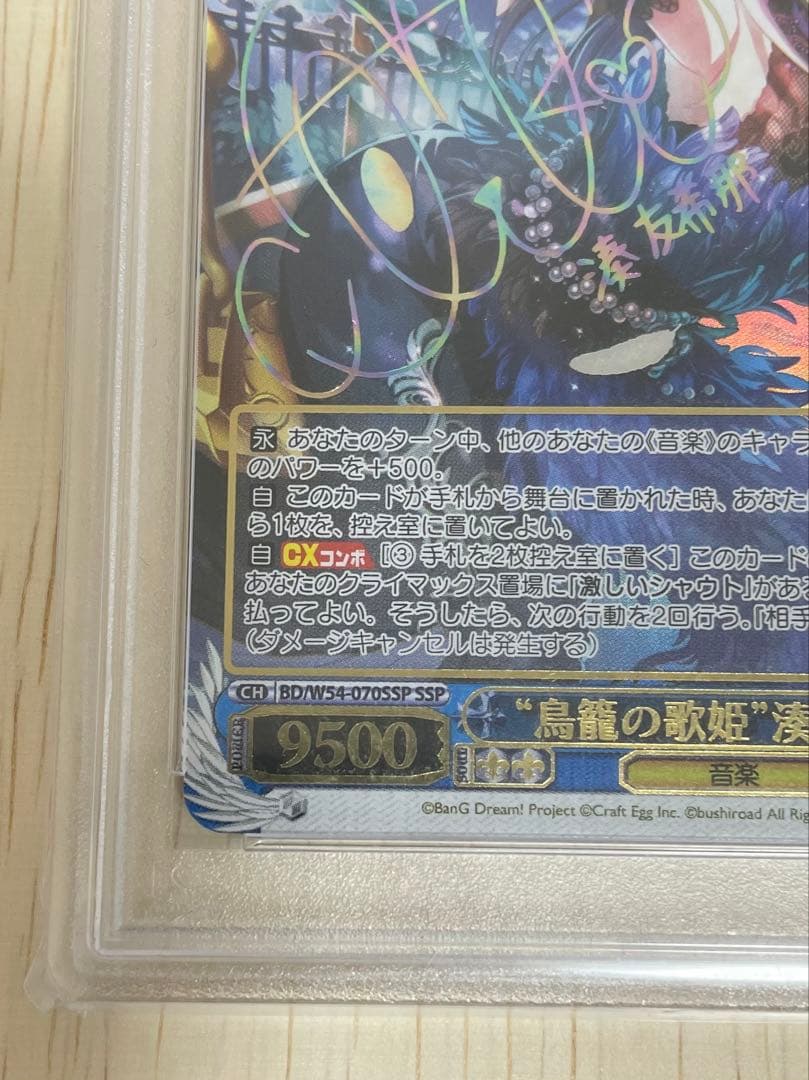 湊友希那
永 あなたのターン中、他のあなたの《音楽》のキャラ
のパワーを+500。
自 このカードが手札から舞台に置かれた時、あなた
ら1枚を、控え室に置いてよい。
自 CXコンボ [③ 手札を2枚控え室に置く] このカード
あなたのクライマックス置場に「激しいシャウト」があ
払ってよい。そうしたら、次の行動を2回行う。『相手
(ダメージキャンセルは発生する)
CH BD/W54-070SSP SSP
"鳥籠の歌姫"湊
POWER 9500 SOUL
音楽
©BanG Dream! Project ©Craft Egg Inc. ©bushiroad All Rig